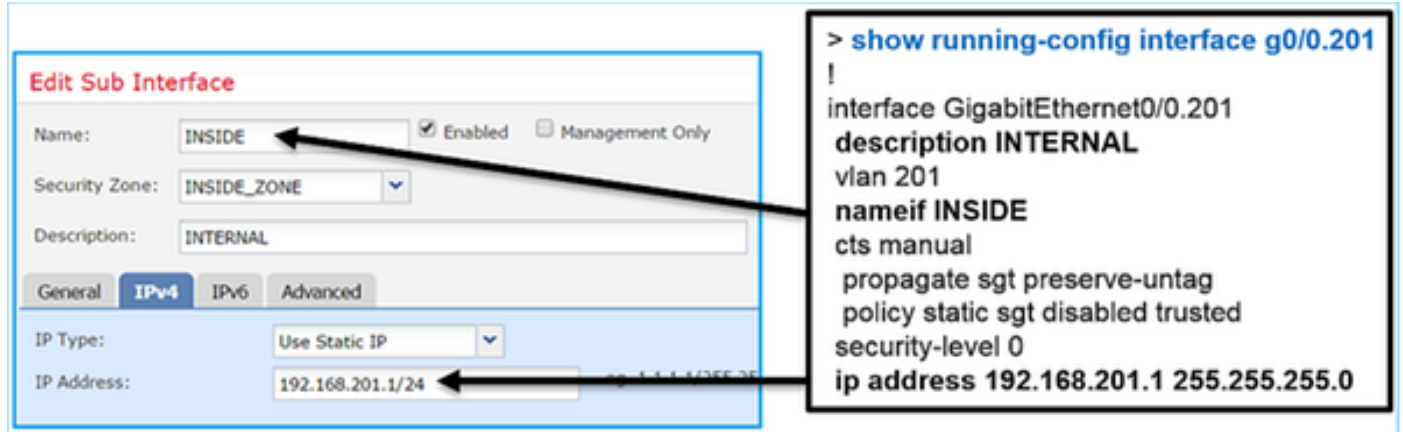 Edit Sub Interface
Name: INSIDE Enabled Management Only
Security Zone: INSIDE_ZONE
Description: INTERNAL
General IPv4 IPv6 Advanced
IP Type: Use Static IP
IP Address: 192.168.201.1/24
> show running-config interface g0/0.201
!
interface GigabitEthernet0/0.201
description INTERNAL
vlan 201
nameif INSIDE
cts manual
propagate sgt preserve-untag
policy static sgt disabled trusted
security-level 0
ip address 192.168.201.1 255.255.255.0